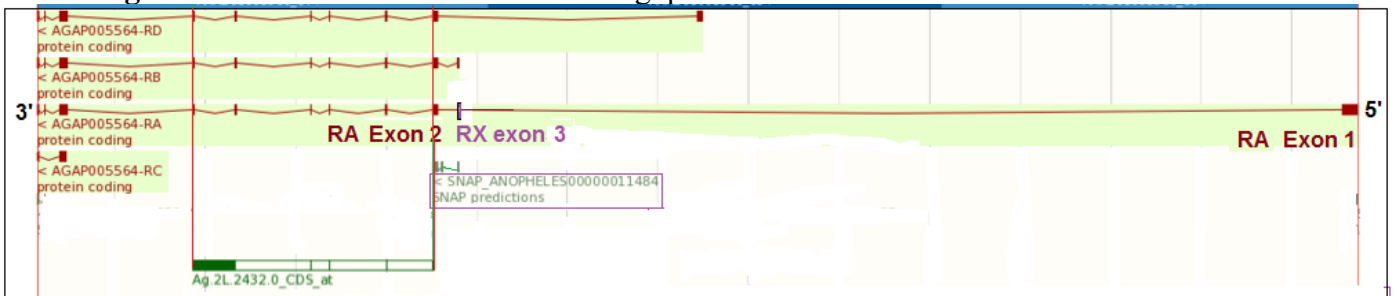 < AGAP005564-RD
protein coding
< AGAP005564-RB
protein coding
3'
5'
< AGAP005564-RA
protein coding
RA Exon 2
RX exon 3
RA Exon 1
< AGAP005564-RC
protein coding
< SNAP_ANOPHELES00000011484
SNAP predictions
Ag.2L.2432.0_CDS_at